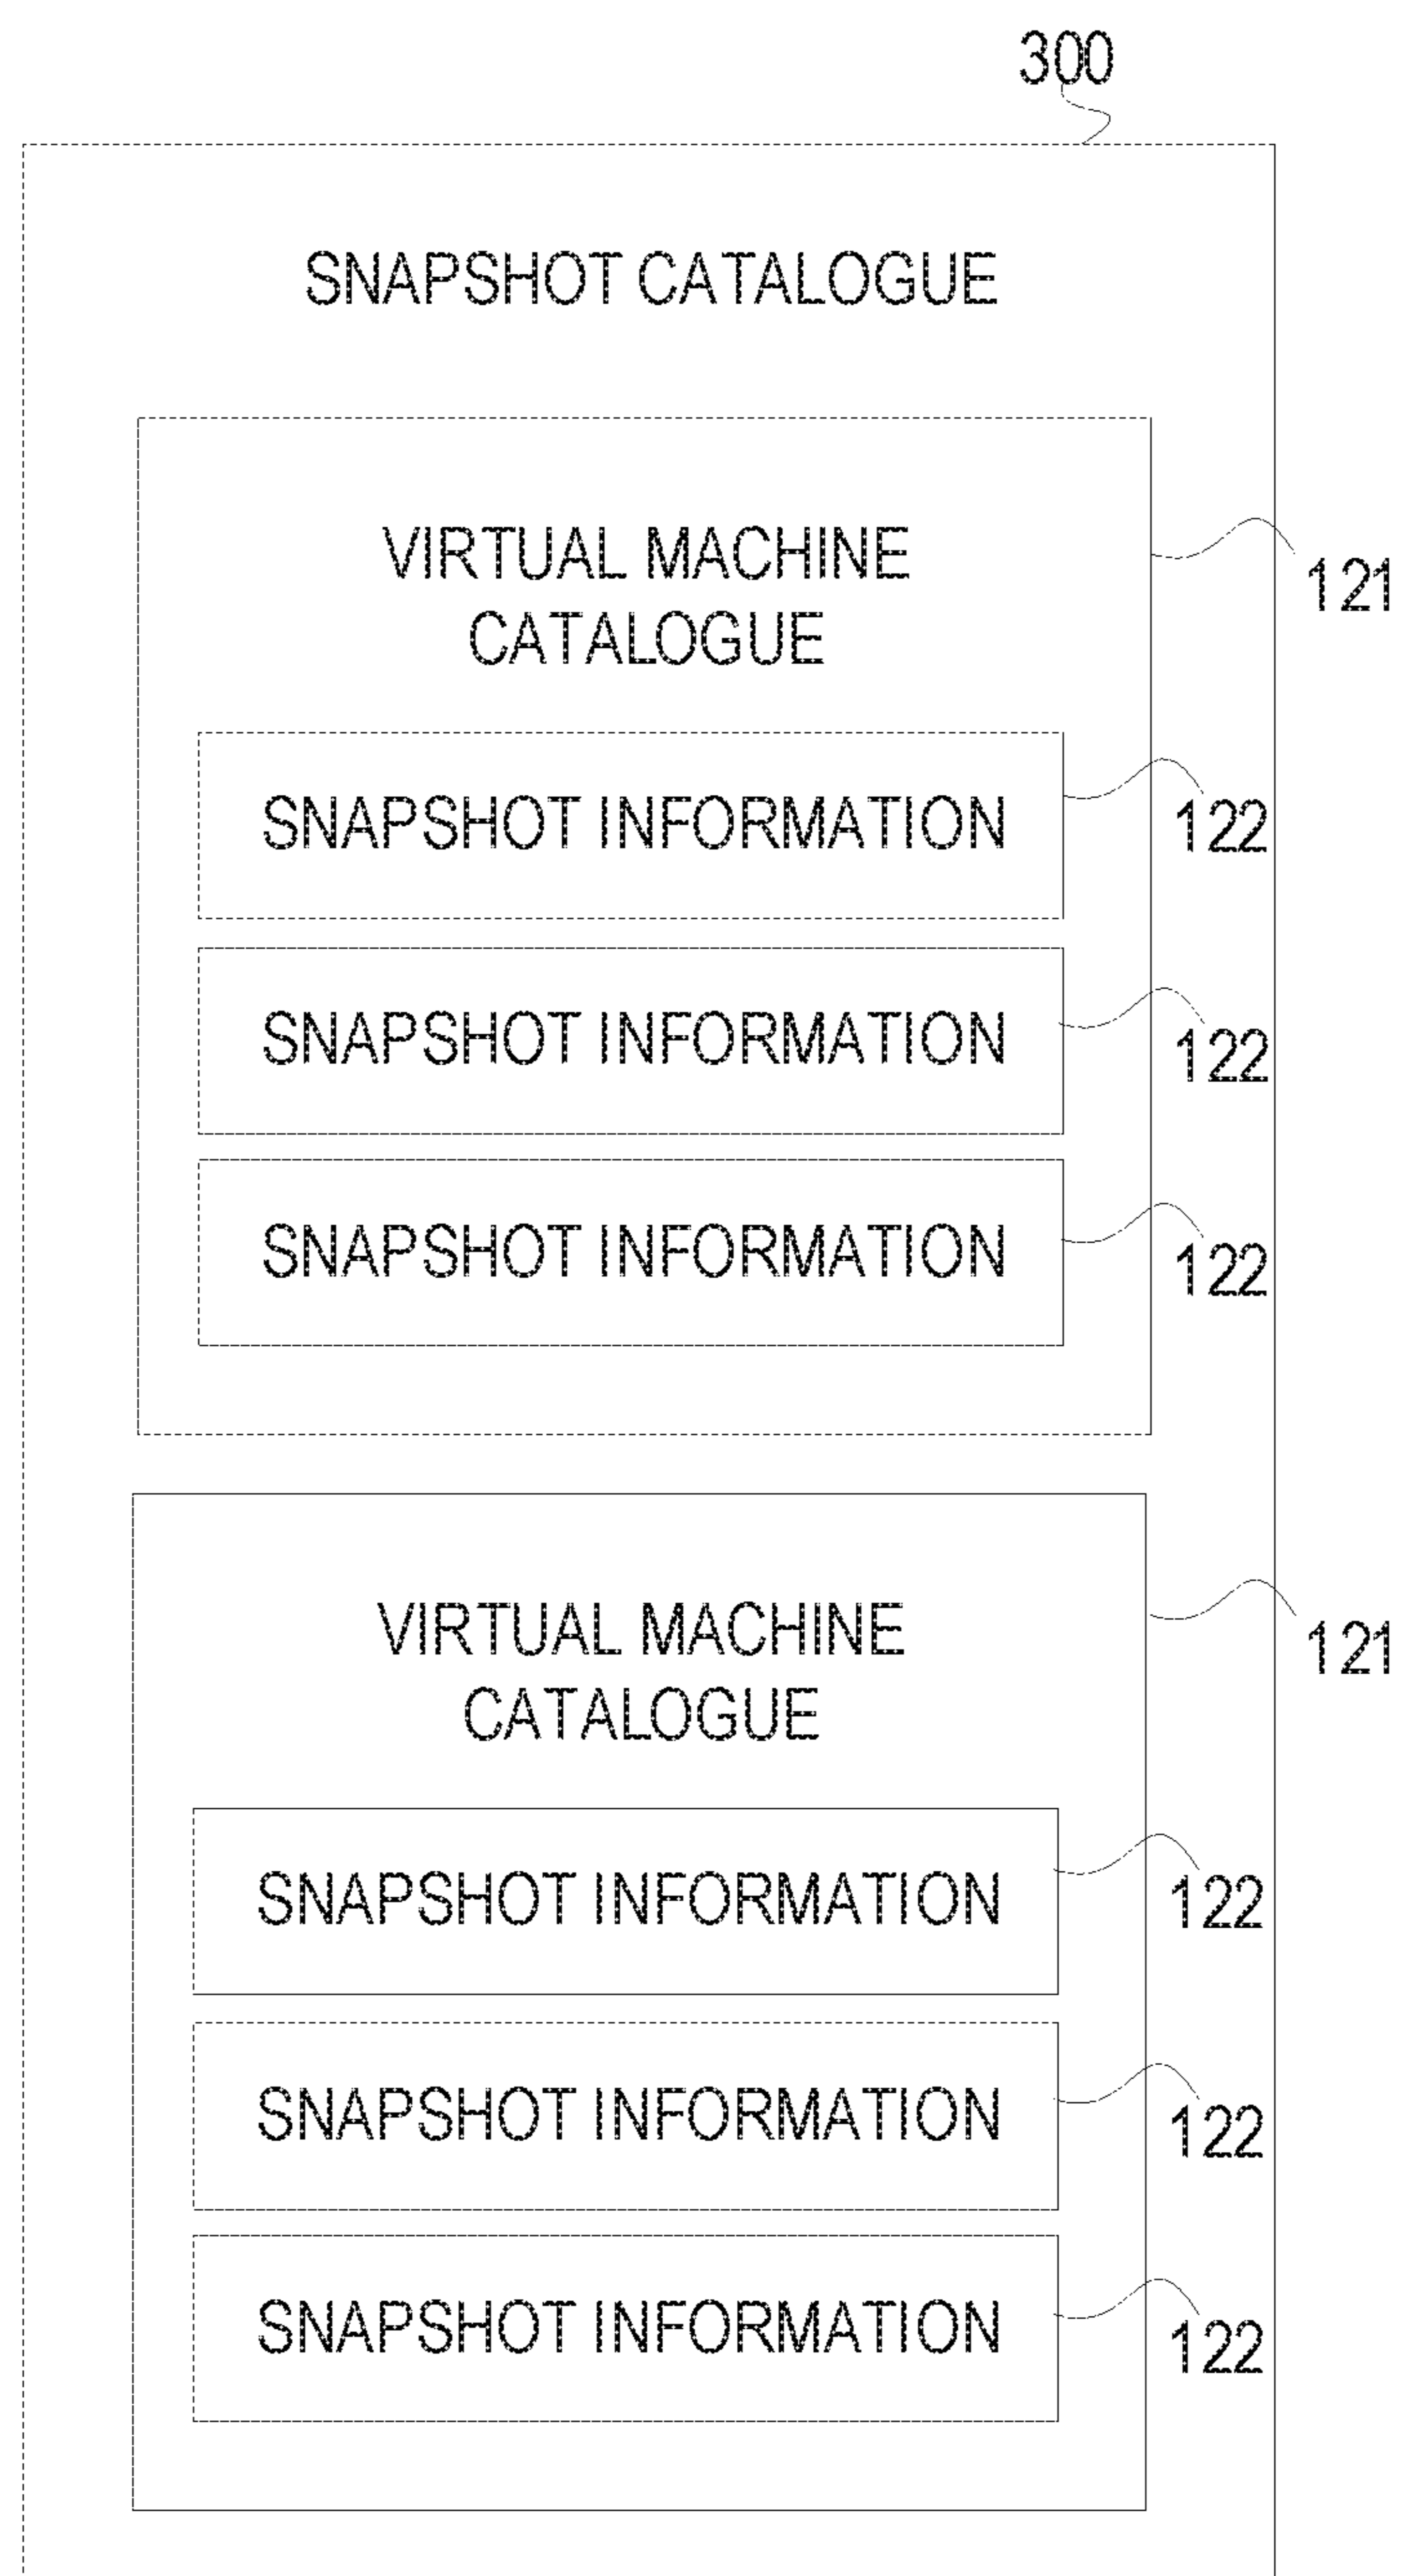 300
SNAPSHOT CATALOGUE
VIRTUAL MACHINE
CATALOGUE
121
SNAPSHOT INFORMATION
122
SNAPSHOT INFORMATION
122
SNAPSHOT INFORMATION
122
VIRTUAL MACHINE
CATALOGUE
121
SNAPSHOT INFORMATION
122
SNAPSHOT INFORMATION
122
SNAPSHOT INFORMATION
122